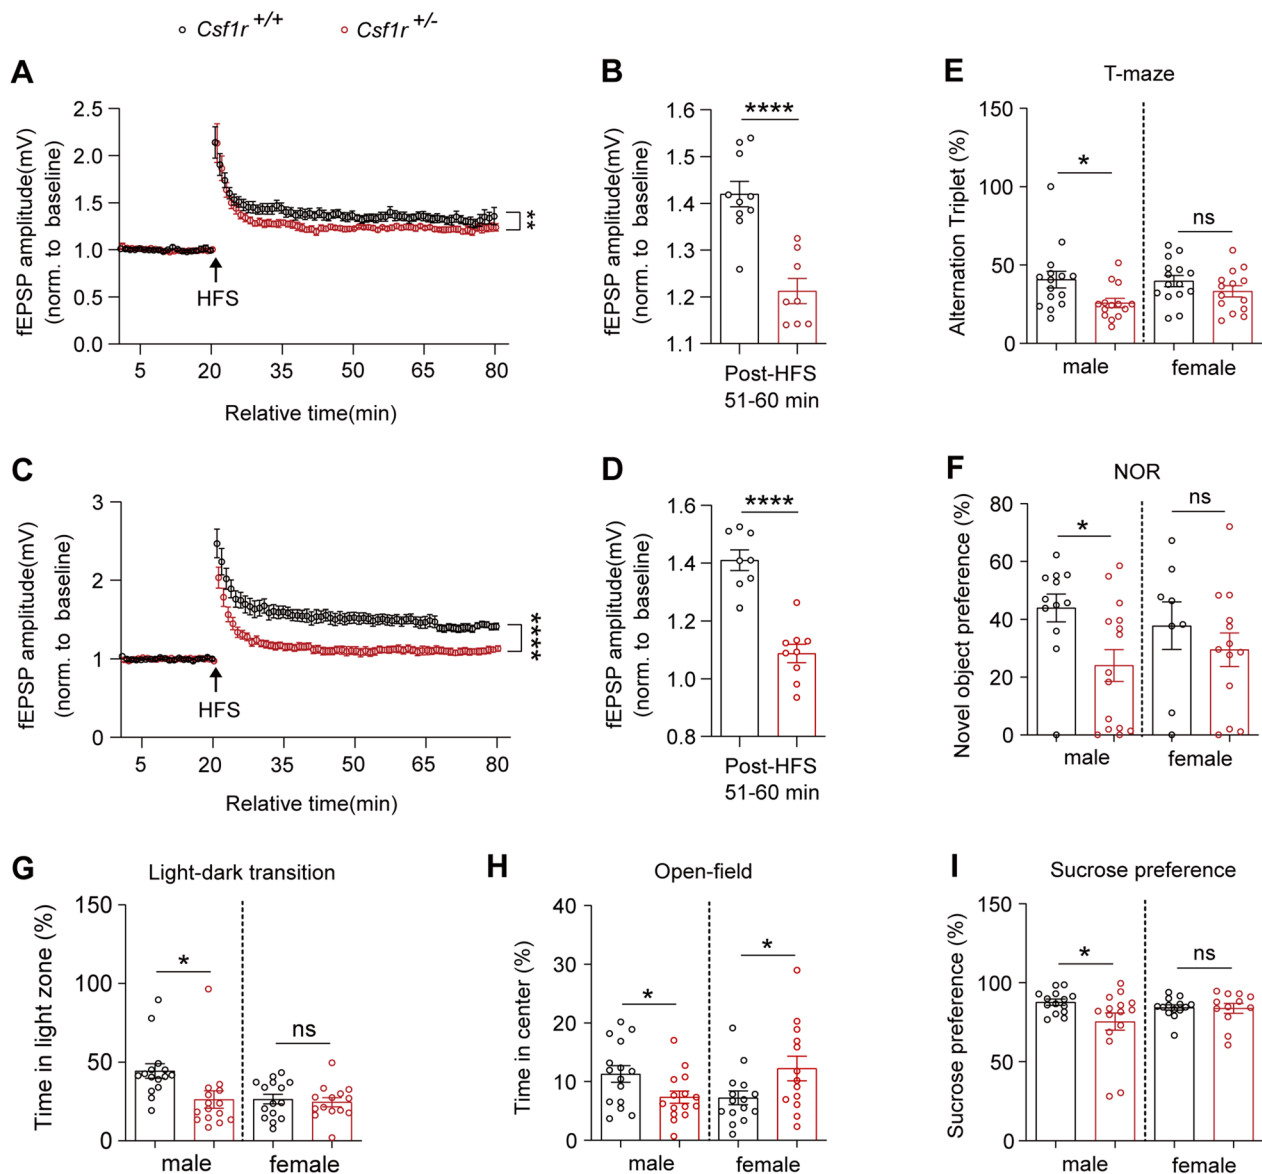 Csf1r +/+ Csf1r +/-
A
fEPSP amplitude(mV)
(norm. to baseline)
2.5
2.0
1.5
1.0
0.5
0.0
HFS
**
5 20 35 50 65 80
Relative time(min)
B
fEPSP amplitude(mV)
(norm. to baseline)
1.6
1.5
1.4
1.3
1.2
1.1
****
Post-HFS
51-60 min
E
T-maze
Alternation Triplet (%)
150
100
50
0
*
ns
male female
C
fEPSP amplitude(mV)
(norm. to baseline)
3
2
1
0
HFS
****
5 20 35 50 65 80
Relative time(min)
D
fEPSP amplitude(mV)
(norm. to baseline)
1.6
1.4
1.2
1.0
0.8
****
Post-HFS
51-60 min
F
NOR
Novel object preference (%)
80
60
40
20
0
*
ns
male female
G
Light-dark transition
Time in light zone (%)
150
100
50
0
*
ns
male female
H
Open-field
Time in center (%)
40
30
20
10
0
*
*
male female
I
Sucrose preference
Sucrose preference (%)
150
100
50
0
*
ns
male female